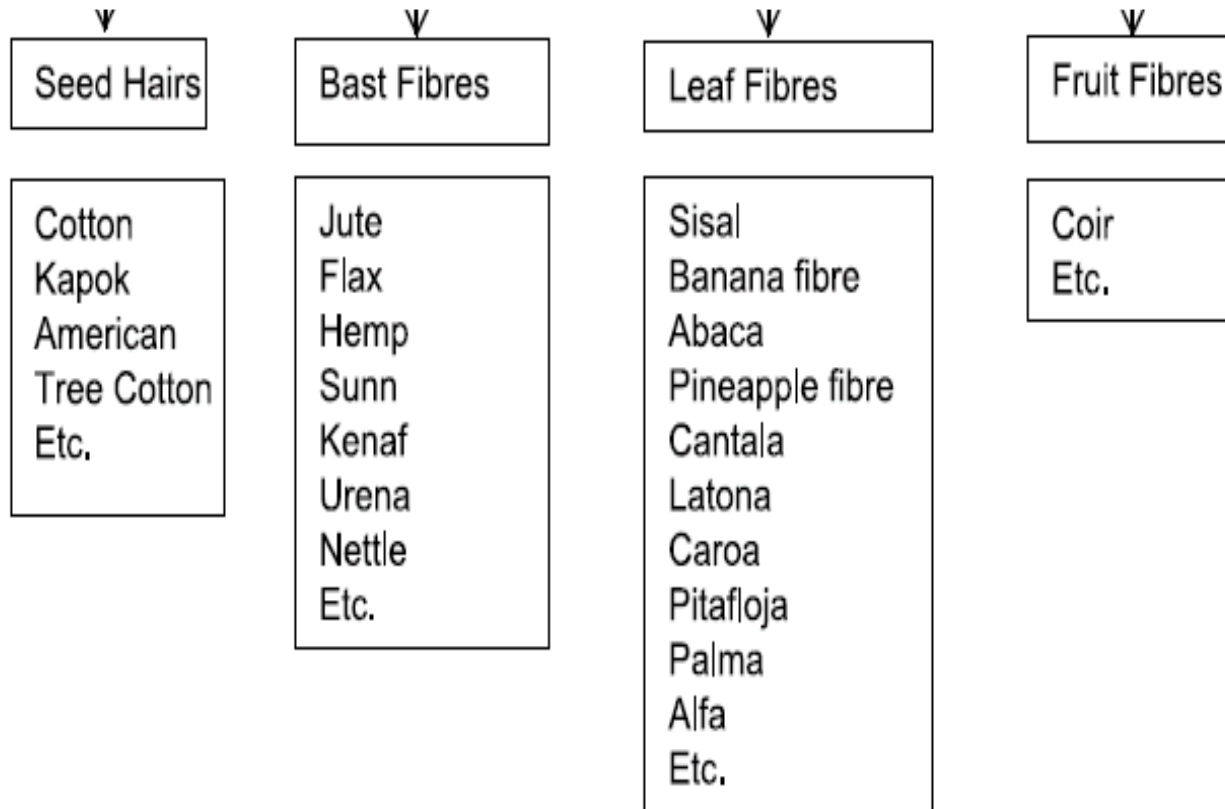 Seed Hairs
Cotton
Kapok
American
Tree Cotton
Etc.
Bast Fibres
Jute
Flax
Hemp
Sunn
Kenaf
Urena
Nettle
Etc.
Leaf Fibres
Sisal
Banana fibre
Abaca
Pineapple fibre
Cantala
Latona
Caroa
Pitafloja
Palma
Alfa
Etc.
Fruit Fibres
Coir
Etc.